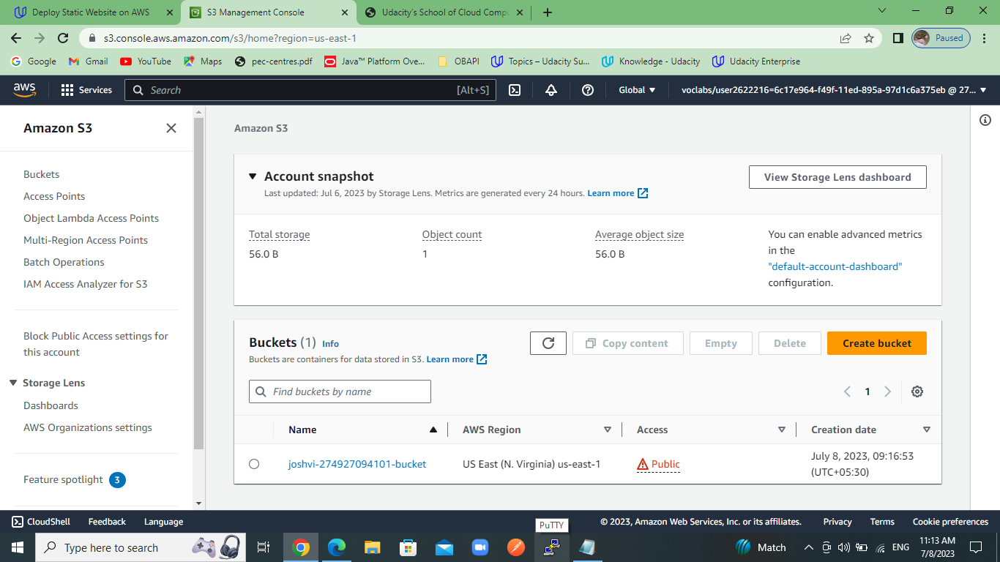 Deploy Static Website on AWS
S3 Management Console
Udacity's School of Cloud Compu
s3.console.aws.amazon.com/s3/home?region=us-east-1
Paused
Google
Gmail
YouTube
Maps
pec-centres.pdf
Java™ Platform Ove...
OBAPI
Topics – Udacity Su...
Knowledge - Udacity
Udacity Enterprise
aws
Services
Search
[Alt+S]
Global
voclabs/user2622216=6c17e964-f49f-11ed-895a-97d1c6a375eb @ 27...
Amazon S3
Buckets
Access Points
Object Lambda Access Points
Multi-Region Access Points
Batch Operations
IAM Access Analyzer for S3
Block Public Access settings for
this account
Storage Lens
Dashboards
AWS Organizations settings
Feature spotlight 3
Amazon S3
Account snapshot
View Storage Lens dashboard
Last updated: Jul 6, 2023 by Storage Lens. Metrics are generated every 24 hours. Learn more
Total storage
56.0 B
Object count
1
Average object size
56.0 B
You can enable advanced metrics
in the
"default-account-dashboard"
configuration.
Buckets (1) Info
Buckets are containers for data stored in S3. Learn more
Copy content
Empty
Delete
Create bucket
Find buckets by name
1
Name
AWS Region
Access
Creation date
joshvi-274927094101-bucket
US East (N. Virginia) us-east-1
Public
July 8, 2023, 09:16:53
(UTC+05:30)
CloudShell
Feedback
Language
© 2023, Amazon Web Services, Inc. or its affiliates.
Privacy
Terms
Cookie preferences
PuTTY
Type here to search
Match
ENG
11:13 AM
7/8/2023